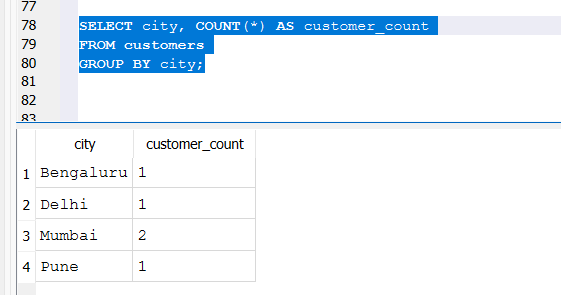 77
78 SELECT city, COUNT(*) AS customer_count
79 FROM customers
80 GROUP BY city;
81
82
83
city customer_count
1 Bengaluru 1
2 Delhi 1
3 Mumbai 2
4 Pune 1